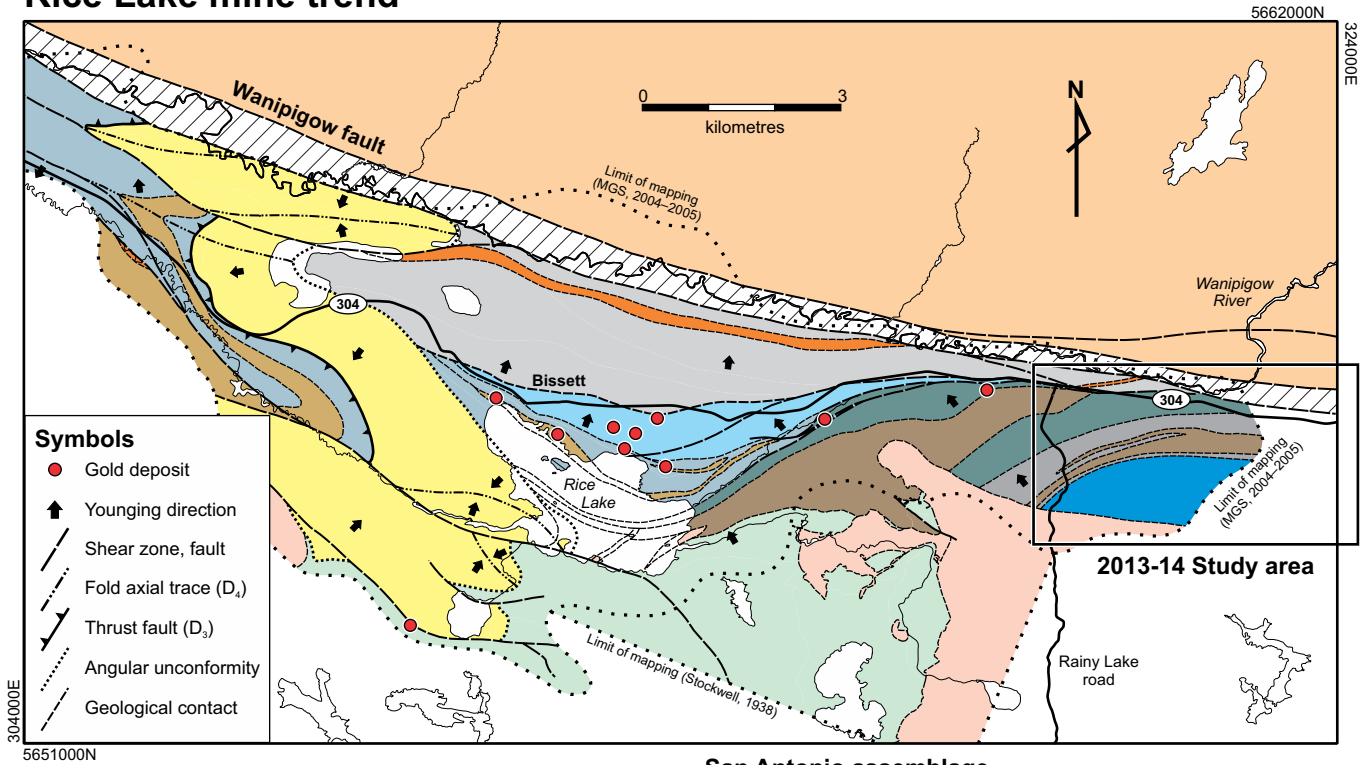 Rice Lake mine trend
5662000N
324000E
Wanipigow fault
0
3
kilometres
N
Limit of mapping
(MGS, 2004–2005)
Wanipigow
River
304
Bissett
304
Limit of mapping
(MGS, 2004–2005)
Rice
Lake
2013-14 Study area
Symbols
Gold deposit
Younging direction
Shear zone, fault
Fold axial trace (D4)
Thrust fault (D3)
Angular unconformity
Geological contact
Limit of mapping (Stockwell, 1938)
Rainy Lake
road
304000E
5651000N
San Antonio assemblage